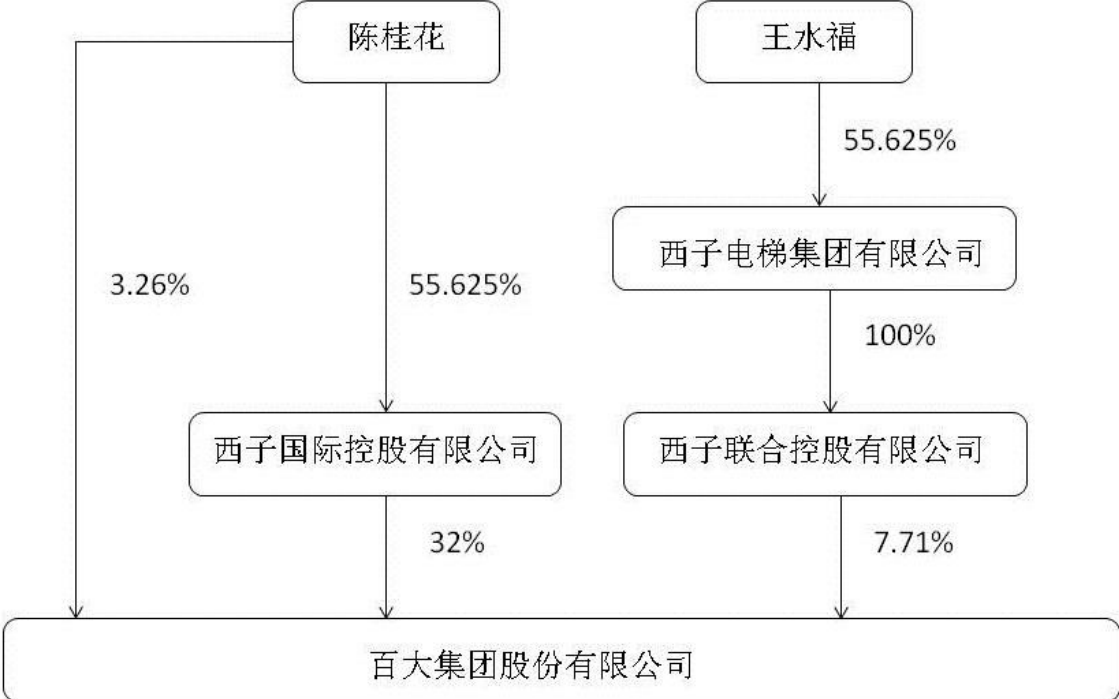 陈桂花
王水福
55.625%
西子电梯集团有限公司
3.26%
55.625%
100%
西子国际控股有限公司
西子联合控股有限公司
32%
7.71%
百大集团股份有限公司